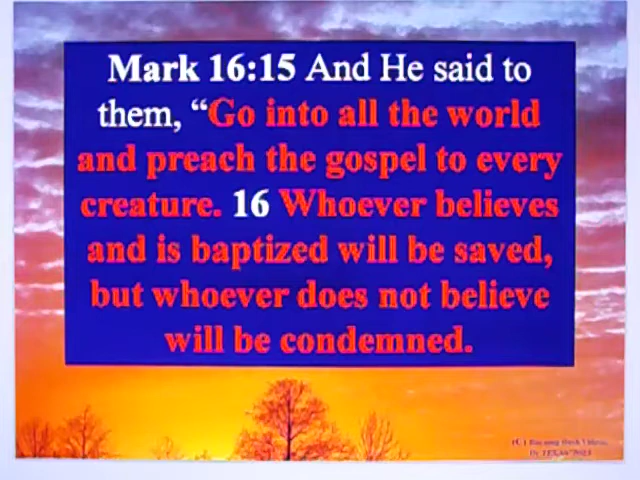 Mark 16:15 And He said to
them, “Go into all the world
and preach the gospel to every
creature. 16 Whoever believes
and is baptized will be saved,
but whoever does not believe
will be condemned.